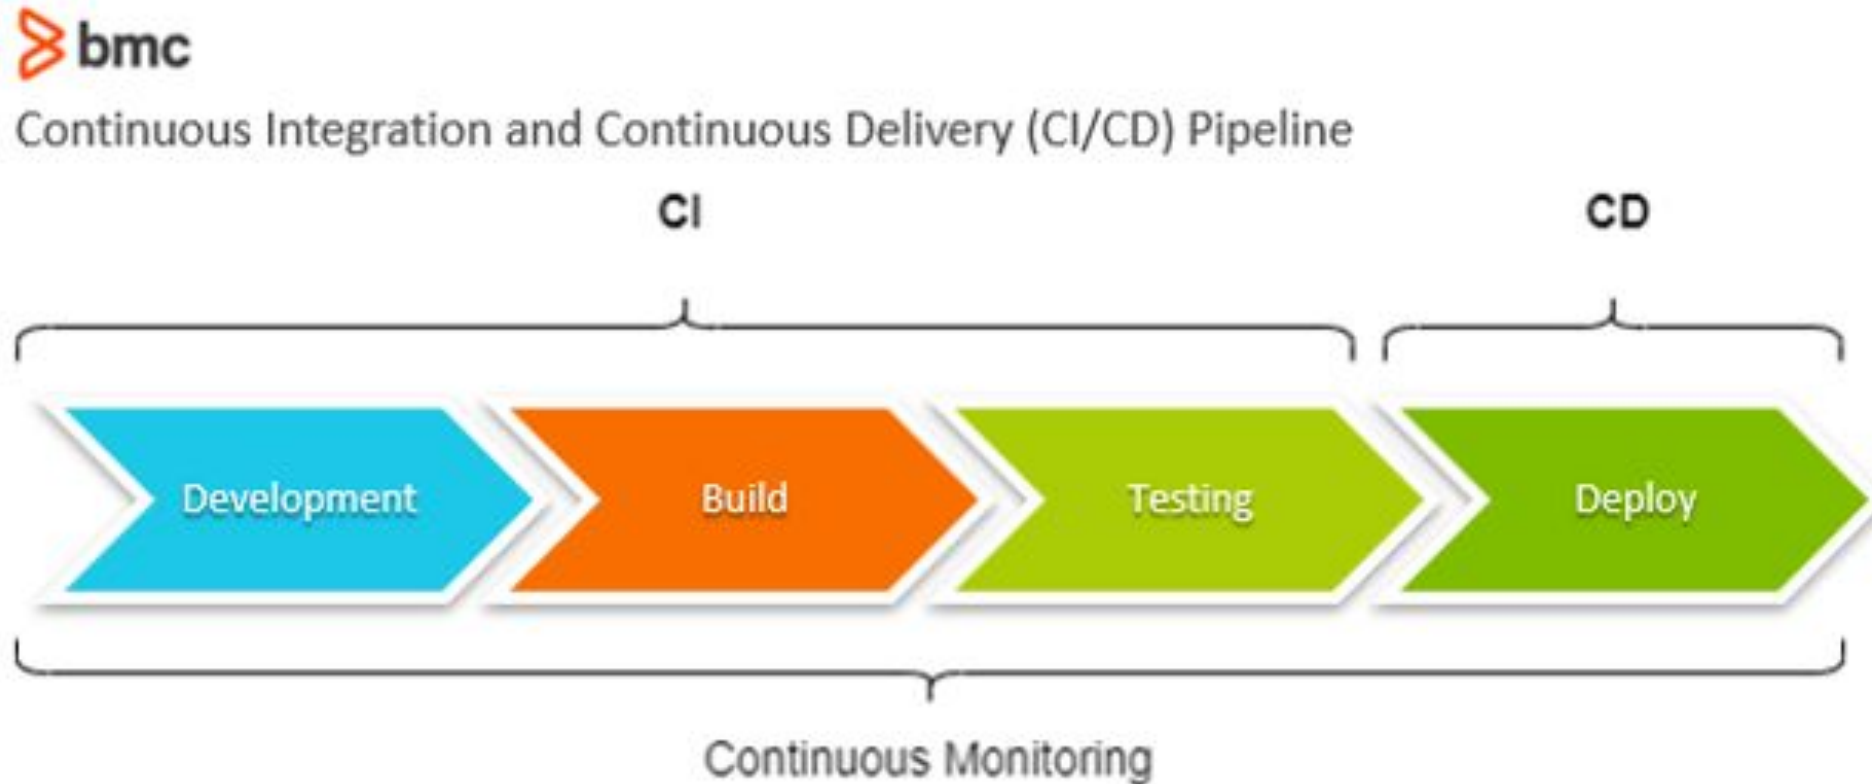 bmc
Continuous Integration and Continuous Delivery (CI/CD) Pipeline
CI
CD
Development
Build
Testing
Deploy
Continuous Monitoring